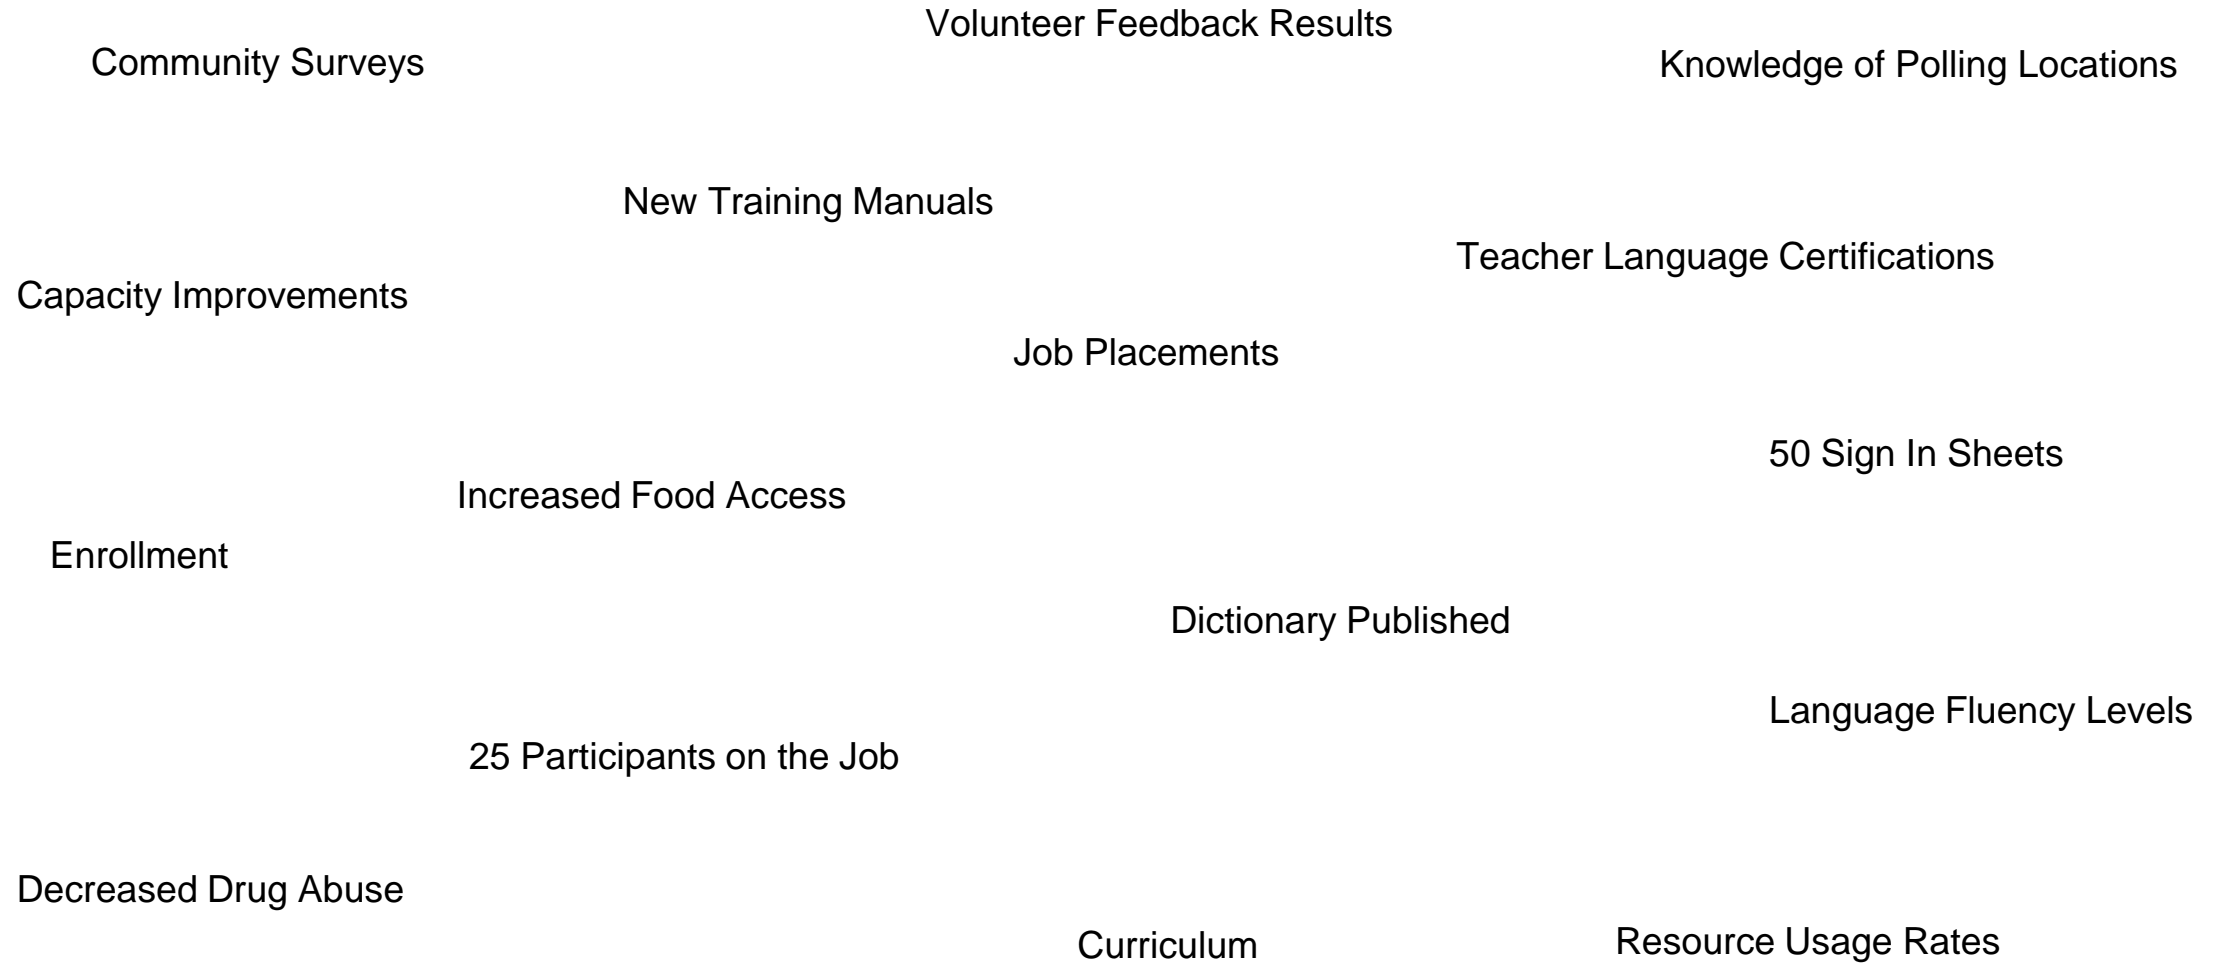 Volunteer Feedback Results
Community Surveys
Knowledge of Polling Locations
New Training Manuals
Teacher Language Certifications
Capacity Improvements
Job Placements
50 Sign In Sheets
Increased Food Access
Enrollment
Dictionary Published
Language Fluency Levels
25 Participants on the Job
Decreased Drug Abuse
Curriculum
Resource Usage Rates